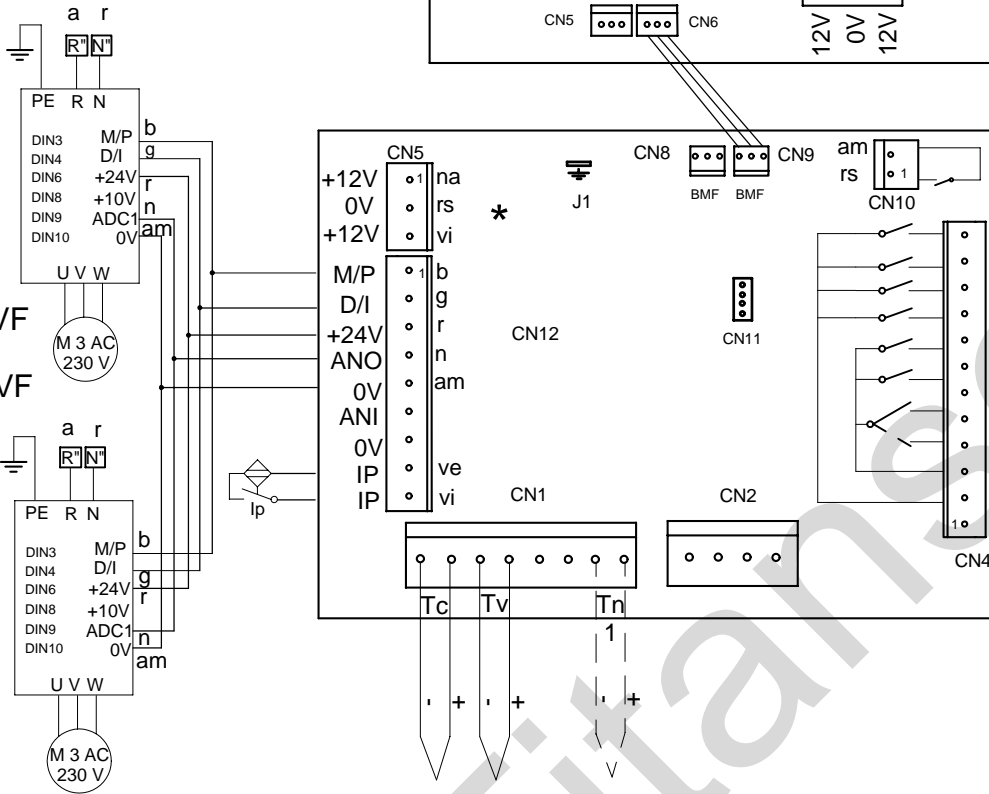 a r
R" N"
PE R N
DIN3 M/P b
DIN4 D/I g
DIN6 +24V r
DIN8 +10V
DIN9 ADC1 n
DIN10 0V am
U V W
M 3 AC
230 V
VF
VF
a r
R" N"
PE R N
DIN3 M/P b
DIN4 D/I g
DIN6 +24V r
DIN8 +10V
DIN9 ADC1 n
DIN10 0V am
U V W
M 3 AC
230 V
CN5
CN6
12V
0V
12V
CN5
+12V 1 na
0V rs
+12V vi
*
J1
CN8
CN9
BMF BMF
am
rs 1
CN10
M/P 1 b
D/I g
+24V r
ANO n
0V am
ANI
0V
IP ve
IP vi
CN12
CN11
Ip
CN1
CN2
1
CN4
Tc Tv Tn
1
- + - + - +